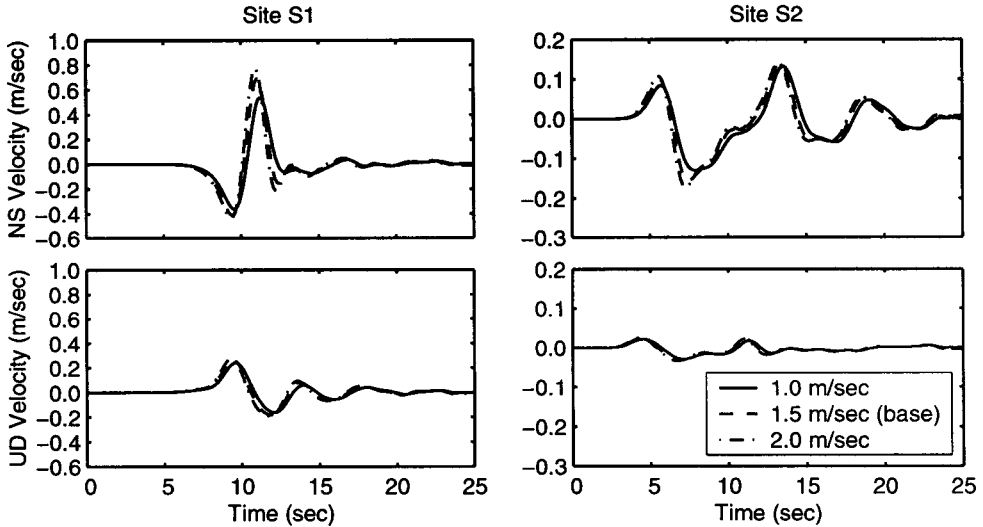 Site S1
Site S2
NS Velocity (m/sec)
1.0
0.8
0.6
0.4
0.2
0.0
−0.2
−0.4
−0.6
0.2
0.1
0.0
−0.1
−0.2
−0.3
UD Velocity (m/sec)
1.0
0.8
0.6
0.4
0.2
0.0
−0.2
−0.4
−0.6
0 5 10 15 20 25
Time (sec)
0.2
0.1
0.0
−0.1
−0.2
−0.3
1.0 m/sec
1.5 m/sec (base)
2.0 m/sec
0 5 10 15 20 25
Time (sec)